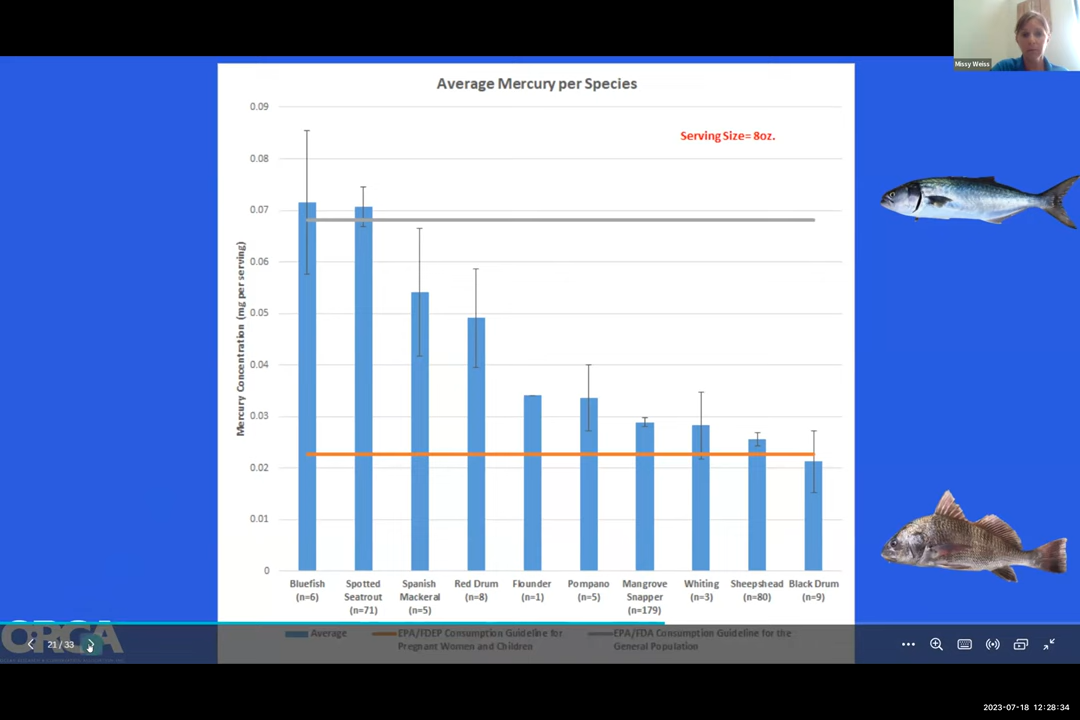 Missy Weiss
Average Mercury per Species
Serving Size= 8oz.
Mercury Concentration (mg per serving)
0.09
0.08
0.07
0.06
0.05
0.04
0.03
0.02
0.01
0
Bluefish
(n=6)
Spotted
Seatrout
(n=71)
Spanish
Mackeral
(n=5)
Red Drum
(n=8)
Flounder
(n=1)
Pompano
(n=5)
Mangrove
Snapper
(n=179)
Whiting
(n=3)
Sheepshead
(n=80)
Black Drum
(n=9)
Average
EPA/FDEP Consumption Guideline for
Pregnant Women and Children
EPA/FDA Consumption Guideline for the
General Population
ORCA
21 / 33
2023-07-18 12:28:34